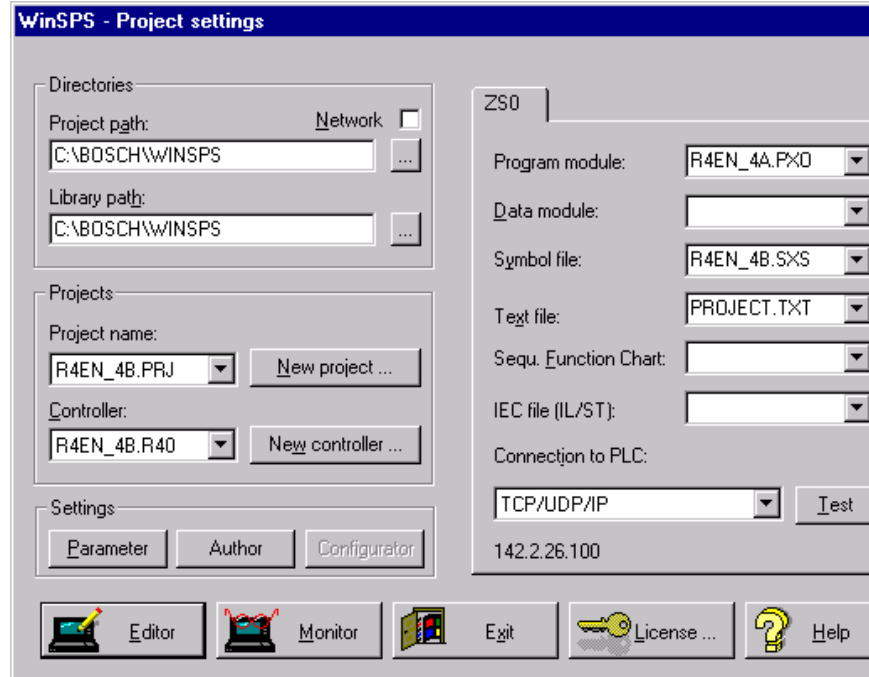 WinSPS - Project settings
Directories
Project path:
Network
C:\BOSCH\WINSPS
...
Library path:
C:\BOSCH\WINSPS
...
Projects
Project name:
R4EN_4B.PRJ
New project ...
Controller:
R4EN_4B.R40
New controller ...
Settings
Parameter
Author
Configurator
ZS0
Program module:
R4EN_4A.PXO
Data module:
Symbol file:
R4EN_4B.SXS
Text file:
PROJECT.TXT
Sequ. Function Chart:
IEC file (IL/ST):
Connection to PLC:
TCP/UDP/IP
Test
142.2.26.100
Editor
Monitor
Exit
License ...
Help